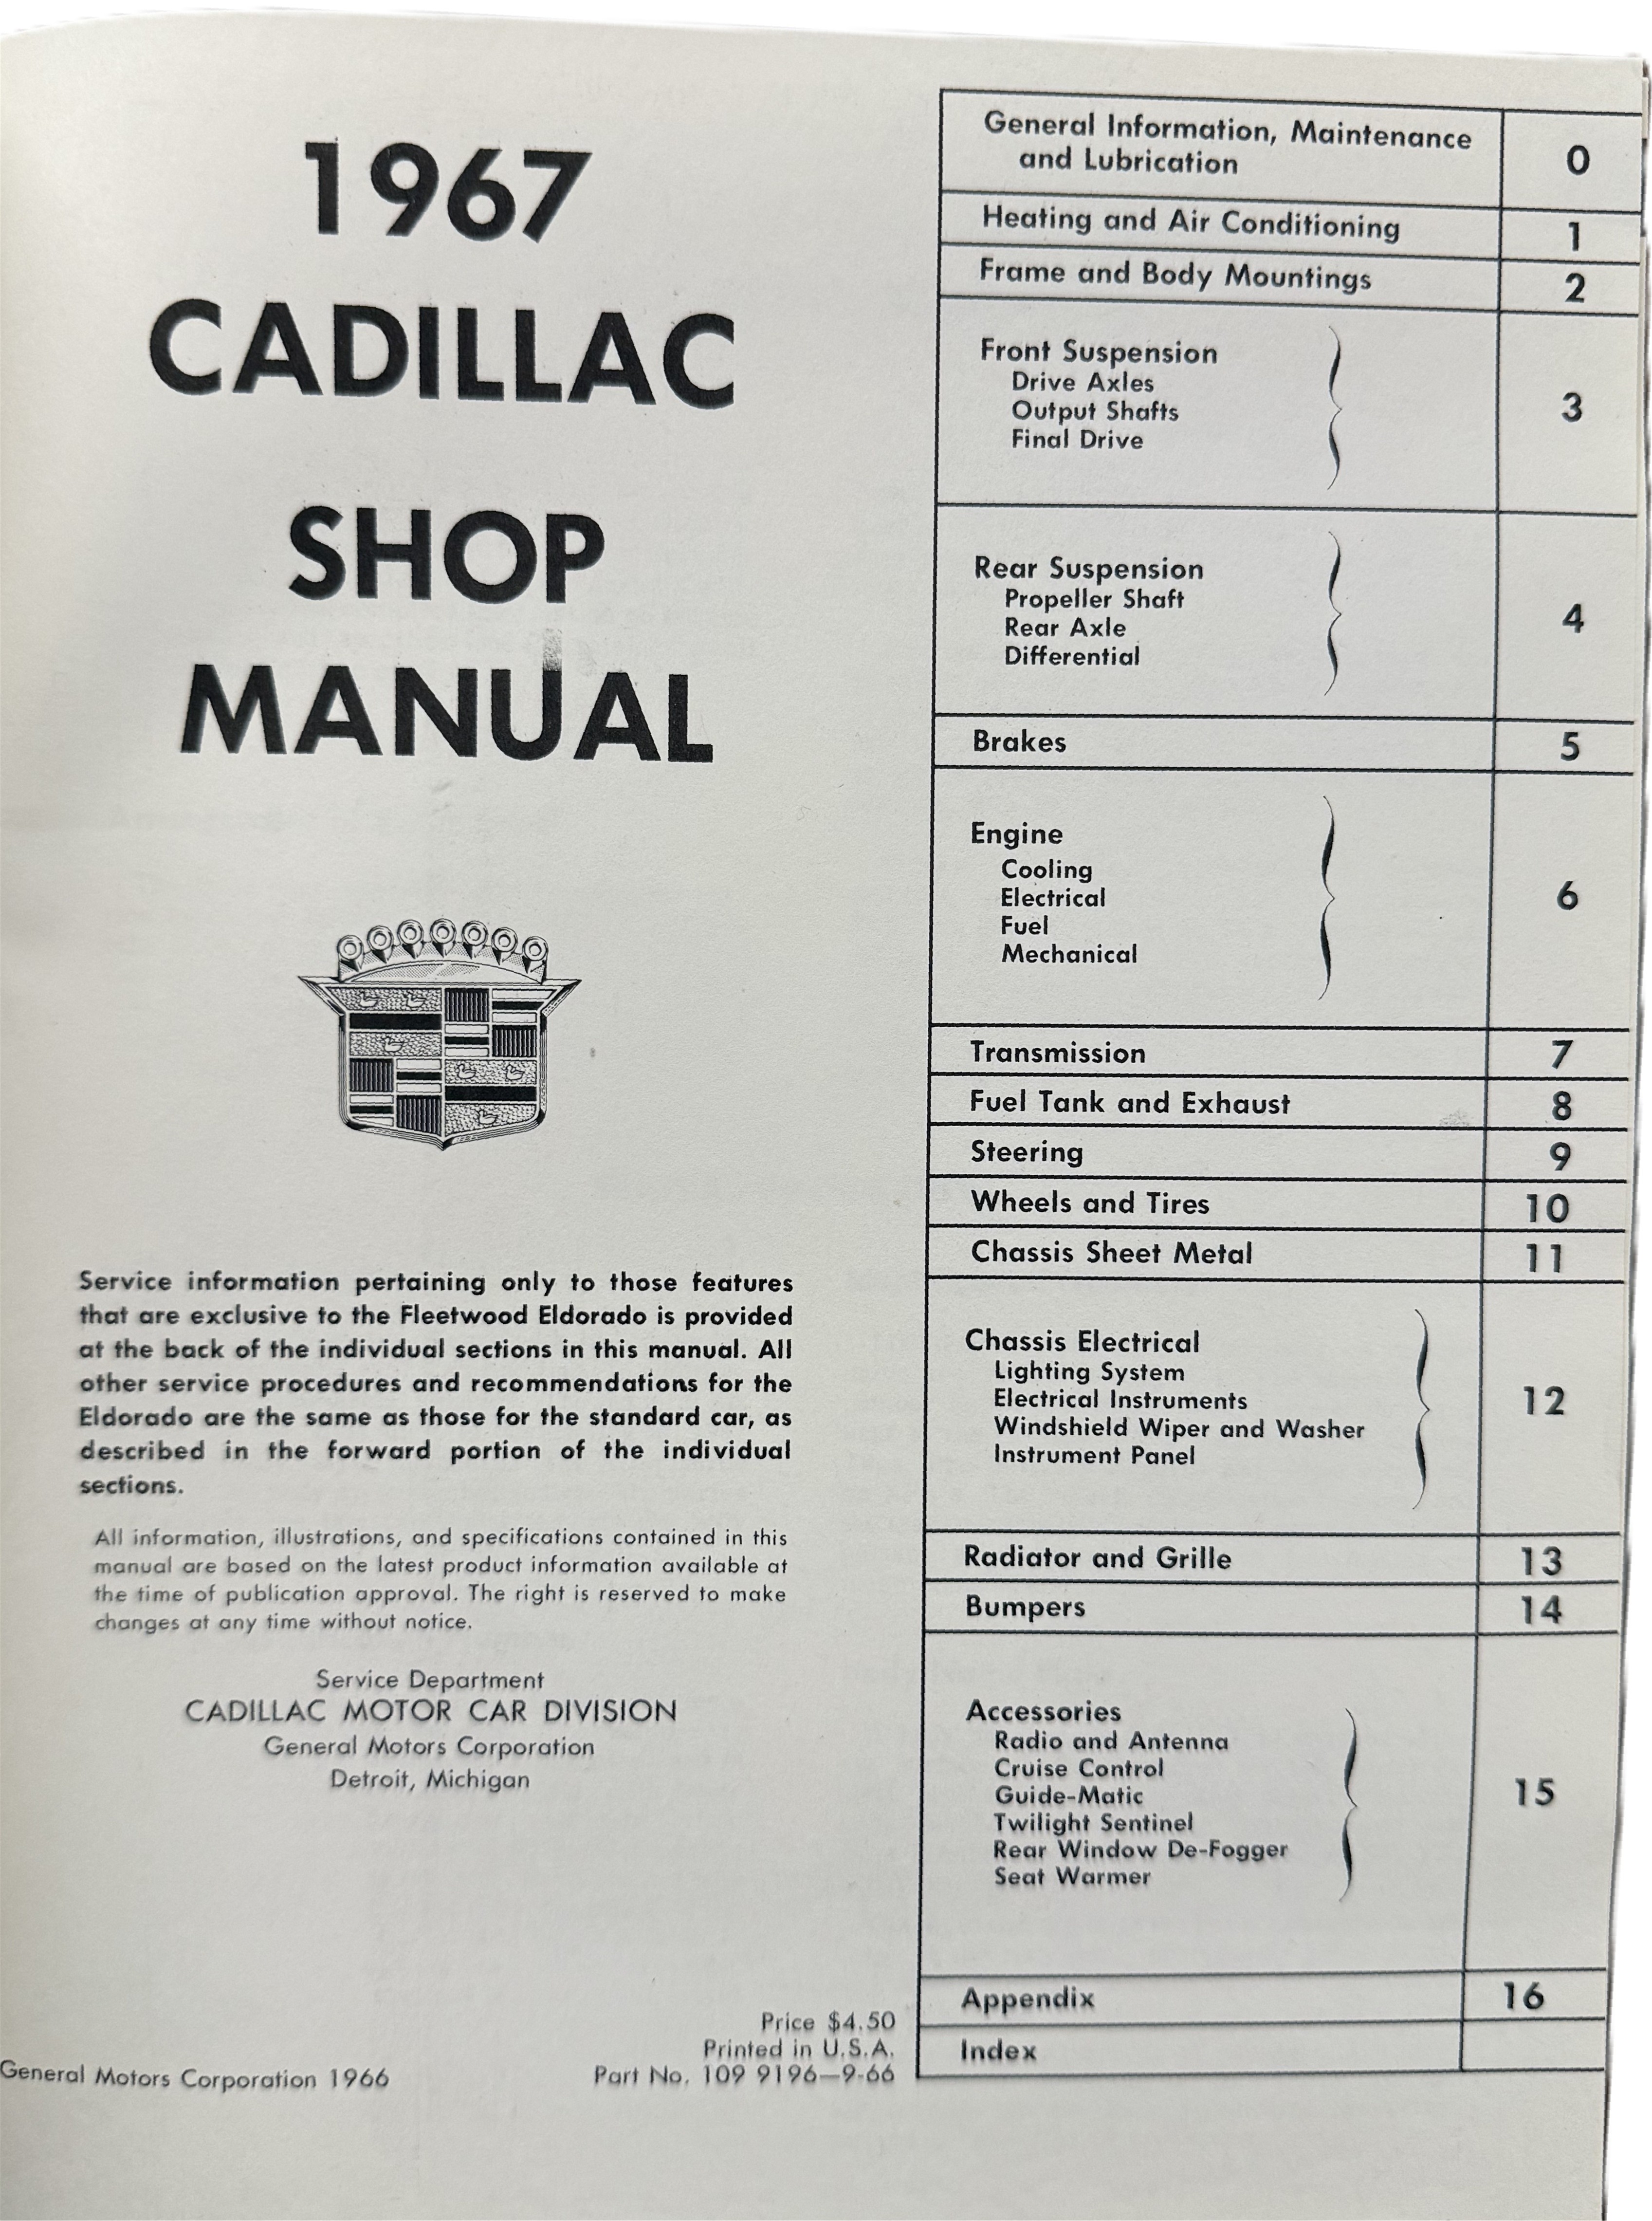 1967
CADILLAC
SHOP
MANUAL
Service information pertaining only to those features
that are exclusive to the Fleetwood Eldorado is provided
at the back of the individual sections in this manual. All
other service procedures and recommendations for the
Eldorado are the same as those for the standard car, as
described in the forward portion of the individual
sections.
All information, illustrations, and specifications contained in this
manual are based on the latest product information available at
the time of publication approval. The right is reserved to make
changes at any time without notice.
Service Department
CADILLAC MOTOR CAR DIVISION
General Motors Corporation
Detroit, Michigan
Price $4.50
Printed in U.S.A.
General Motors Corporation 1966 Part No. 109 9196—9-66
General Information, Maintenance
and Lubrication 0
Heating and Air Conditioning 1
Frame and Body Mountings 2
Front Suspension
Drive Axles
Output Shafts 3
Final Drive
Rear Suspension
Propeller Shaft
Rear Axle 4
Differential
Brakes 5
Engine
Cooling
Electrical 6
Fuel
Mechanical
Transmission 7
Fuel Tank and Exhaust 8
Steering 9
Wheels and Tires 10
Chassis Sheet Metal 11
Chassis Electrical
Lighting System
Electrical Instruments 12
Windshield Wiper and Washer
Instrument Panel
Radiator and Grille 13
Bumpers 14
Accessories
Radio and Antenna
Cruise Control
Guide-Matic 15
Twilight Sentinel
Rear Window De-Fogger
Seat Warmer
Appendix 16
Index